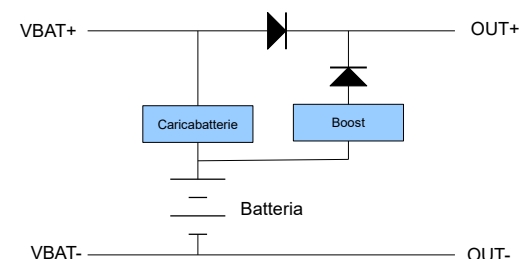 VBAT+
OUT+
Caricabatterie
Boost
Batteria
VBAT-
OUT-